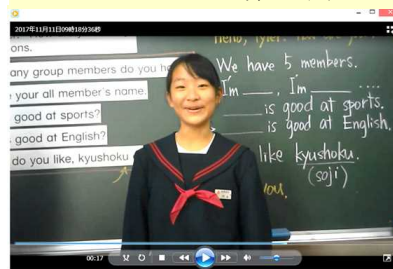 2017年11月11日09時18分36秒
ons.
any group members do you ha
your all member's name.
good at sports?
good at English?
do you like, kyushoku
We have 5 members.
I'm ____, I'm ____ ....
____ is good at sports.
____ is good at English.
like kyushoku.
(soji)
you.
00:17